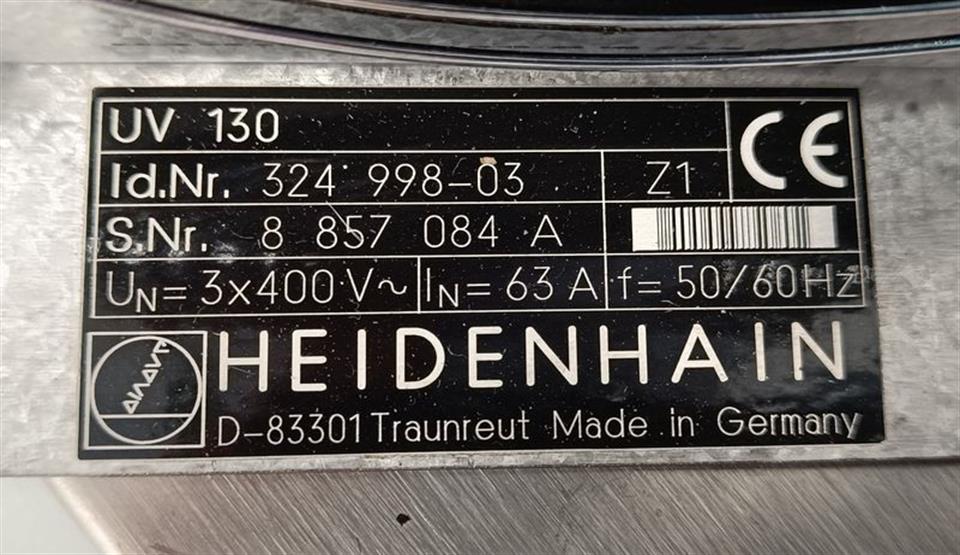 UV 130
Id.Nr. 324 998-03 Z1 CE
S.Nr. 8 857 084 A
UN= 3x400 V~ IN= 63 A f= 50/60Hz
HEIDENHAIN
D-83301 Traunreut Made in Germany